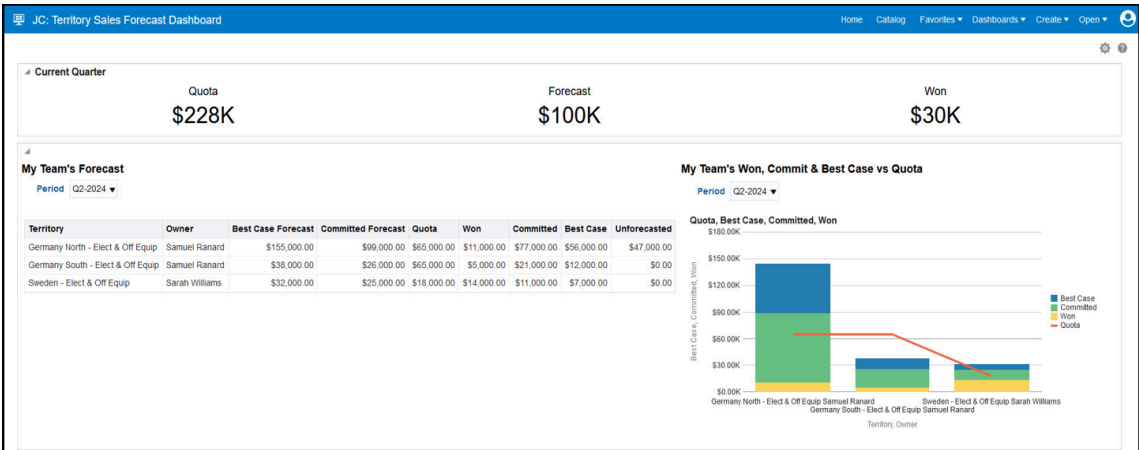 JC: Territory Sales Forecast Dashboard Home Catalog Favorites Dashboards Create Open
Current Quarter
Quota Forecast Won
$228K $100K $30K
My Team's Forecast
Period Q2-2024
Territory Owner Best Case Forecast Committed Forecast Quota Won Committed Best Case Unforecasted
Germany North - Elect & Off Equip Samuel Ranard $155,000.00 $99,000.00 $65,000.00 $11,000.00 $77,000.00 $56,000.00 $47,000.00
Germany South - Elect & Off Equip Samuel Ranard $38,000.00 $26,000.00 $65,000.00 $5,000.00 $21,000.00 $12,000.00 $0.00
Sweden - Elect & Off Equip Sarah Williams $32,000.00 $25,000.00 $18,000.00 $14,000.00 $11,000.00 $7,000.00 $0.00
My Team's Won, Commit & Best Case vs Quota
Period Q2-2024
Quota, Best Case, Committed, Won
$180.00K
$150.00K
$120.00K
$90.00K
$60.00K
$30.00K
$0.00K
Best Case, Committed, Won
Best Case
Committed
Won
Quota
Germany North - Elect & Off Equip Samuel Ranard Sweden - Elect & Off Equip Sarah Williams
Germany South - Elect & Off Equip Samuel Ranard
Territory, Owner